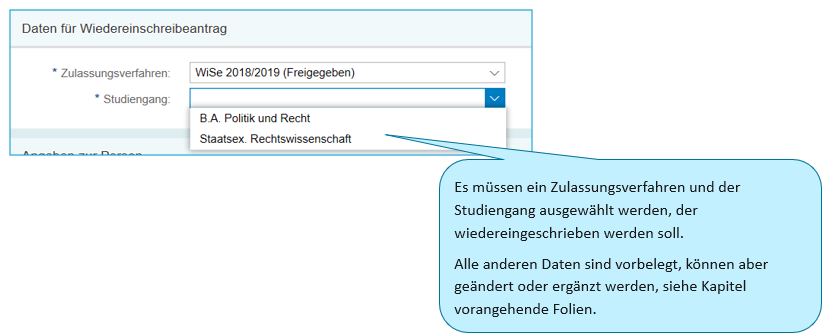 Daten für Wiedereinschreibeantrag
* Zulassungsverfahren: WiSe 2018/2019 (Freigegeben)
* Studiengang:
B.A. Politik und Recht
Staatsex. Rechtswissenschaft
Angaben zur Person
Es müssen ein Zulassungsverfahren und der
Studiengang ausgewählt werden, der
wiedereingeschrieben werden soll.
Alle anderen Daten sind vorbelegt, können aber
geändert oder ergänzt werden, siehe Kapitel
vorangehende Folien.